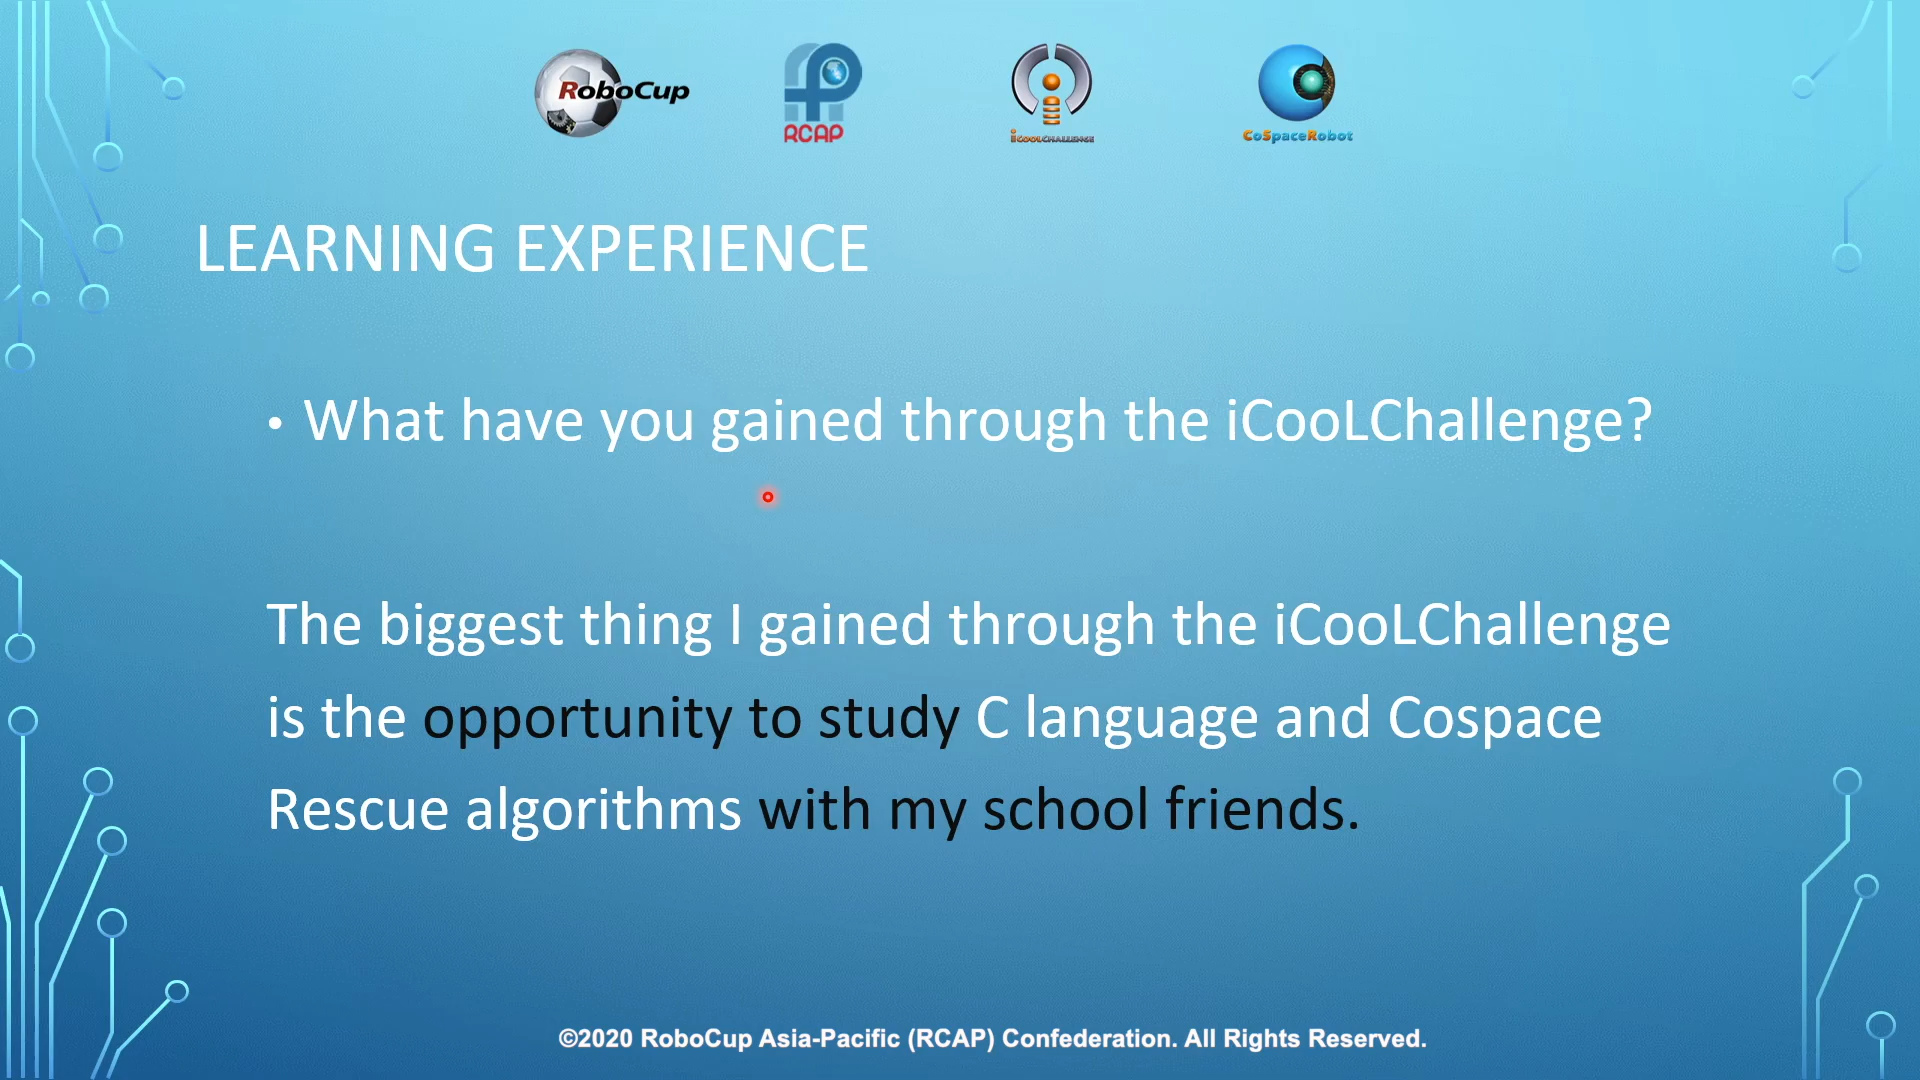 RoboCup
RCAP
iCOOLCHALLENGE
CoSpaceRobot
LEARNING EXPERIENCE
• What have you gained through the iCooLChallenge?
The biggest thing I gained through the iCooLChallenge
is the opportunity to study C language and Cospace
Rescue algorithms with my school friends.
©2020 RoboCup Asia-Pacific (RCAP) Confederation. All Rights Reserved.